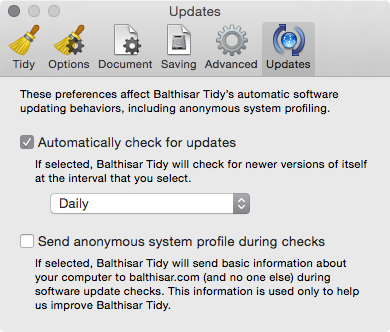 Updates
Tidy Options Document Saving Advanced Updates
These preferences affect Balthisar Tidy's automatic software
updating behaviors, including anonymous system profiling.
Automatically check for updates
If selected, Balthisar Tidy will check for newer versions of itself
at the interval that you select.
Daily
Send anonymous system profile during checks
If selected, Balthisar Tidy will send basic information about
your computer to balthisar.com (and no one else) during
software update checks. This information is used only to help
us improve Balthisar Tidy.